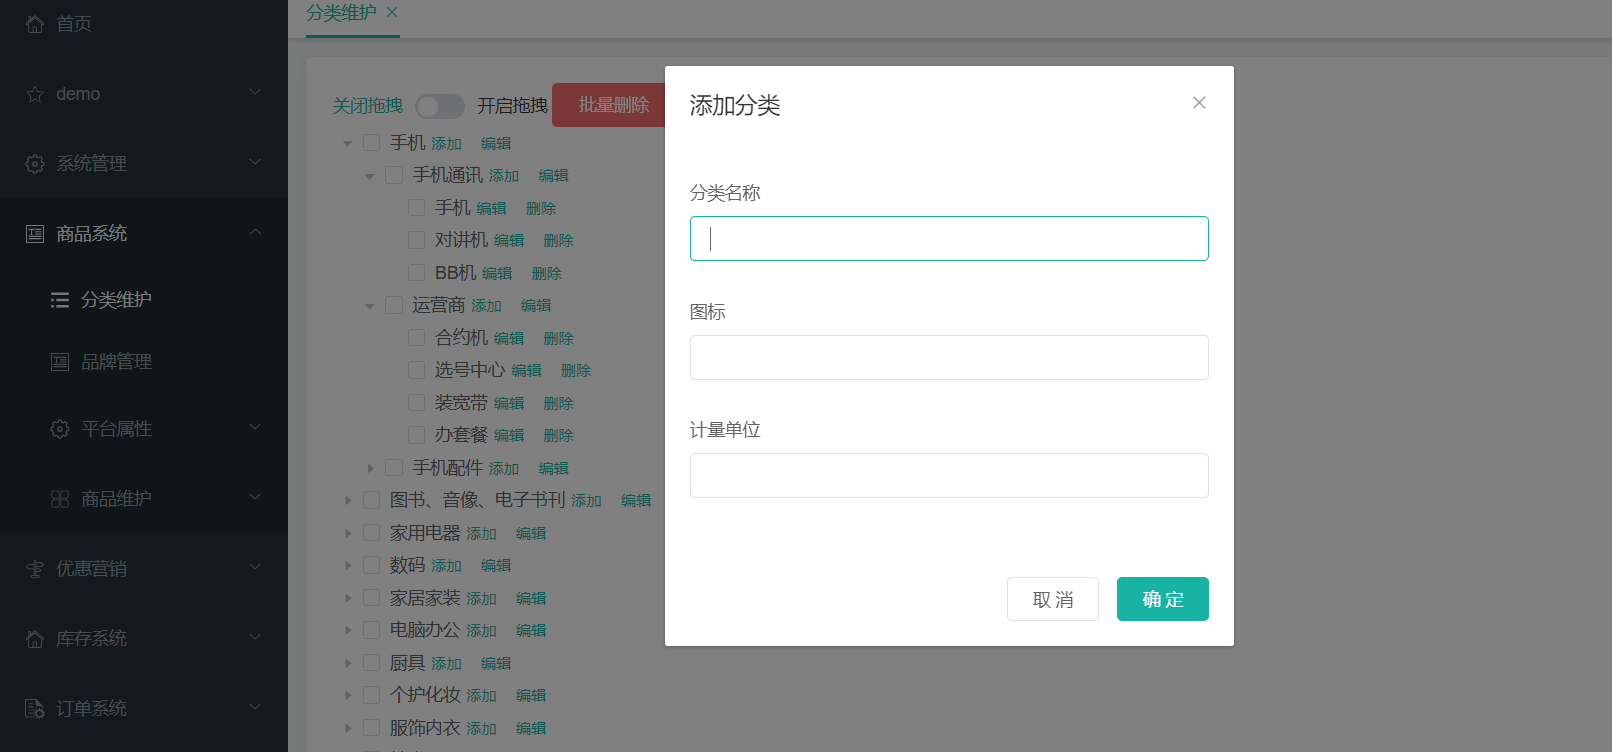 首页
demo
系统管理
商品系统
分类维护
品牌管理
平台属性
商品维护
优惠营销
库存系统
订单系统
分类维护 ×
关闭拖拽 开启拖拽 批量删除
手机 添加 编辑
手机通讯 添加 编辑
手机 编辑 删除
对讲机 编辑 删除
BB机 编辑 删除
运营商 添加 编辑
合约机 编辑 删除
选号中心 编辑 删除
装宽带 编辑 删除
办套餐 编辑 删除
手机配件 添加 编辑
图书、音像、电子书刊 添加 编辑
家用电器 添加 编辑
数码 添加 编辑
家居家装 添加 编辑
电脑办公 添加 编辑
厨具 添加 编辑
个护化妆 添加 编辑
服饰内衣 添加 编辑
添加分类
分类名称
图标
计量单位
取消 确定